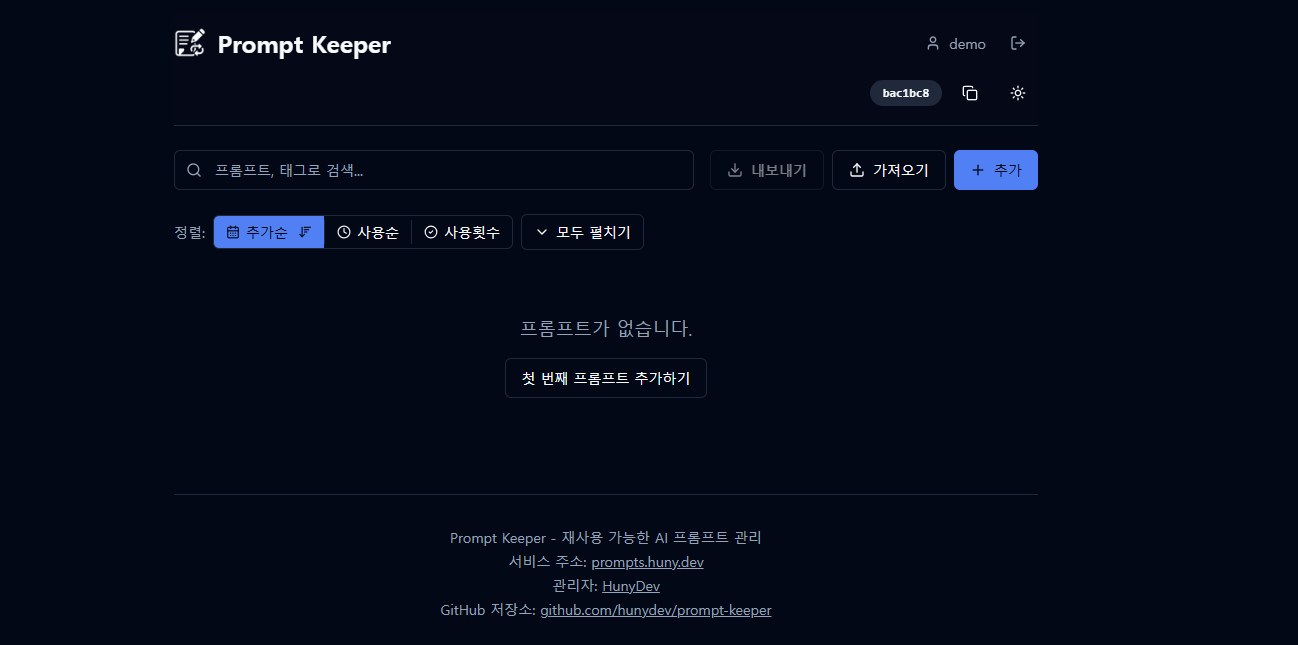 Prompt Keeper
demo
bac1bc8
프롬프트, 태그로 검색...
내보내기
가져오기
추가
정렬:
추가순
사용순
사용횟수
모두 펼치기
프롬프트가 없습니다.
첫 번째 프롬프트 추가하기
Prompt Keeper - 재사용 가능한 AI 프롬프트 관리
서비스 주소: prompts.huny.dev
관리자: HunyDev
GitHub 저장소: github.com/hunydev/prompt-keeper